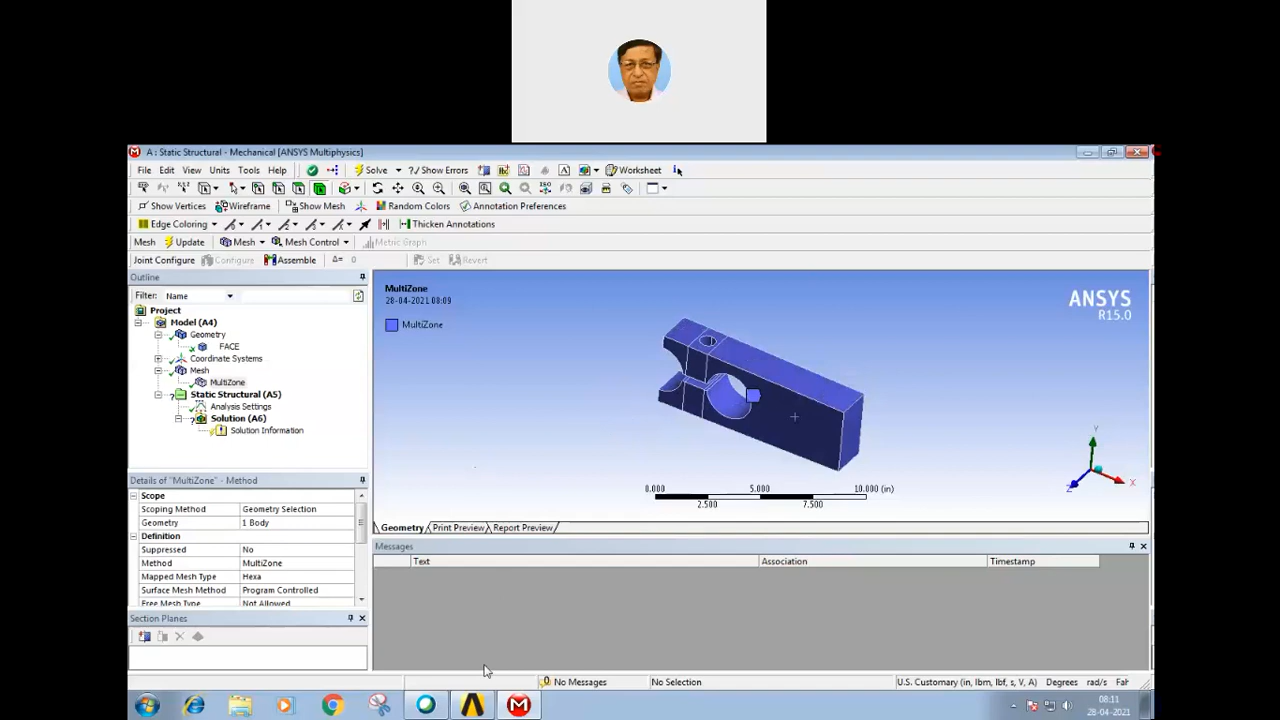 A : Static Structural - Mechanical [ANSYS Multiphysics]
File Edit View Units Tools Help Solve ?/ Show Errors Worksheet
Show Vertices Wireframe Show Mesh Random Colors Annotation Preferences
Edge Coloring Thicken Annotations
Mesh Update Mesh Mesh Control Metric Graph
Joint Configure Configure Assemble Δ= 0 Set Revert
Outline
Filter: Name
Project
Model (A4)
Geometry
FACE
Coordinate Systems
Mesh
MultiZone
Static Structural (A5)
Analysis Settings
Solution (A6)
Solution Information
Details of "MultiZone" - Method
Scope
Scoping Method Geometry Selection
Geometry 1 Body
Definition
Suppressed No
Method MultiZone
Mapped Mesh Type Hexa
Surface Mesh Method Program Controlled
Free Mesh Type Not Allowed
Section Planes
MultiZone
28-04-2021 08:09
MultiZone
ANSYS
R15.0
Y
X
Z
0.000 5.000 10.000 (in)
2.500 7.500
Geometry Print Preview Report Preview
Messages
Text Association Timestamp
No Messages No Selection U.S. Customary (in, lbm, lbf, s, V, A) Degrees rad/s Fah
08:11
28-04-2021